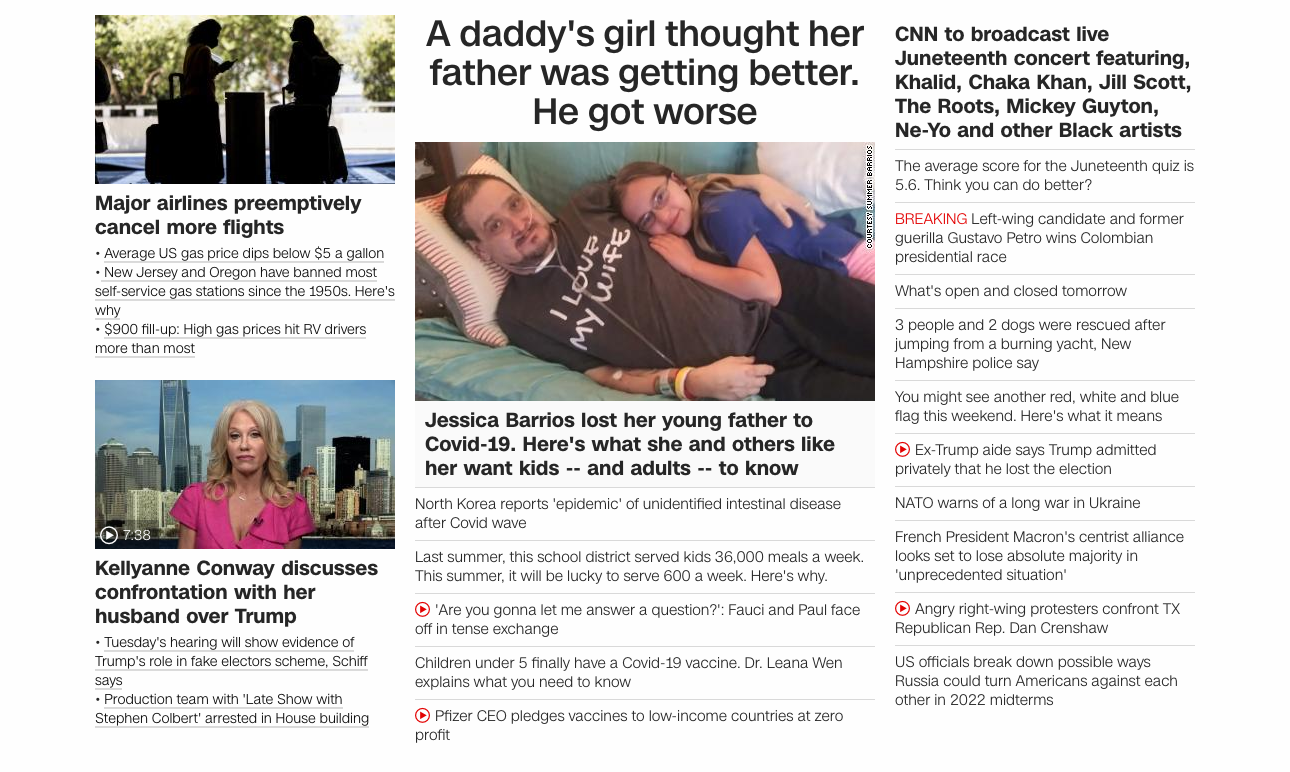 Major airlines preemptively
cancel more flights
• Average US gas price dips below $5 a gallon
• New Jersey and Oregon have banned most
self-service gas stations since the 1950s. Here's
why
• $900 fill-up: High gas prices hit RV drivers
more than most
7:38
Kellyanne Conway discusses
confrontation with her
husband over Trump
• Tuesday's hearing will show evidence of
Trump's role in fake electors scheme, Schiff
says
• Production team with 'Late Show with
Stephen Colbert' arrested in House building
A daddy's girl thought her
father was getting better.
He got worse
COURTESY SUMMER BARRIOS
I LOVE
MY WIFE
Jessica Barrios lost her young father to
Covid-19. Here's what she and others like
her want kids -- and adults -- to know
North Korea reports 'epidemic' of unidentified intestinal disease
after Covid wave
Last summer, this school district served kids 36,000 meals a week.
This summer, it will be lucky to serve 600 a week. Here's why.
'Are you gonna let me answer a question?': Fauci and Paul face
off in tense exchange
Children under 5 finally have a Covid-19 vaccine. Dr. Leana Wen
explains what you need to know
Pfizer CEO pledges vaccines to low-income countries at zero
profit
CNN to broadcast live
Juneteenth concert featuring,
Khalid, Chaka Khan, Jill Scott,
The Roots, Mickey Guyton,
Ne-Yo and other Black artists
The average score for the Juneteenth quiz is
5.6. Think you can do better?
BREAKING Left-wing candidate and former
guerilla Gustavo Petro wins Colombian
presidential race
What's open and closed tomorrow
3 people and 2 dogs were rescued after
jumping from a burning yacht, New
Hampshire police say
You might see another red, white and blue
flag this weekend. Here's what it means
Ex-Trump aide says Trump admitted
privately that he lost the election
NATO warns of a long war in Ukraine
French President Macron's centrist alliance
looks set to lose absolute majority in
'unprecedented situation'
Angry right-wing protesters confront TX
Republican Rep. Dan Crenshaw
US officials break down possible ways
Russia could turn Americans against each
other in 2022 midterms